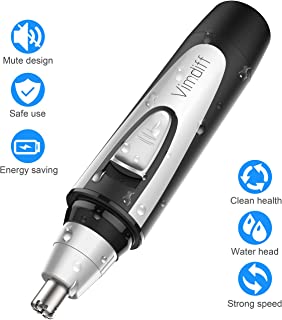 Mute design
Safe use
Energy saving
Vimdiff
Clean health
Water head
Strong speed